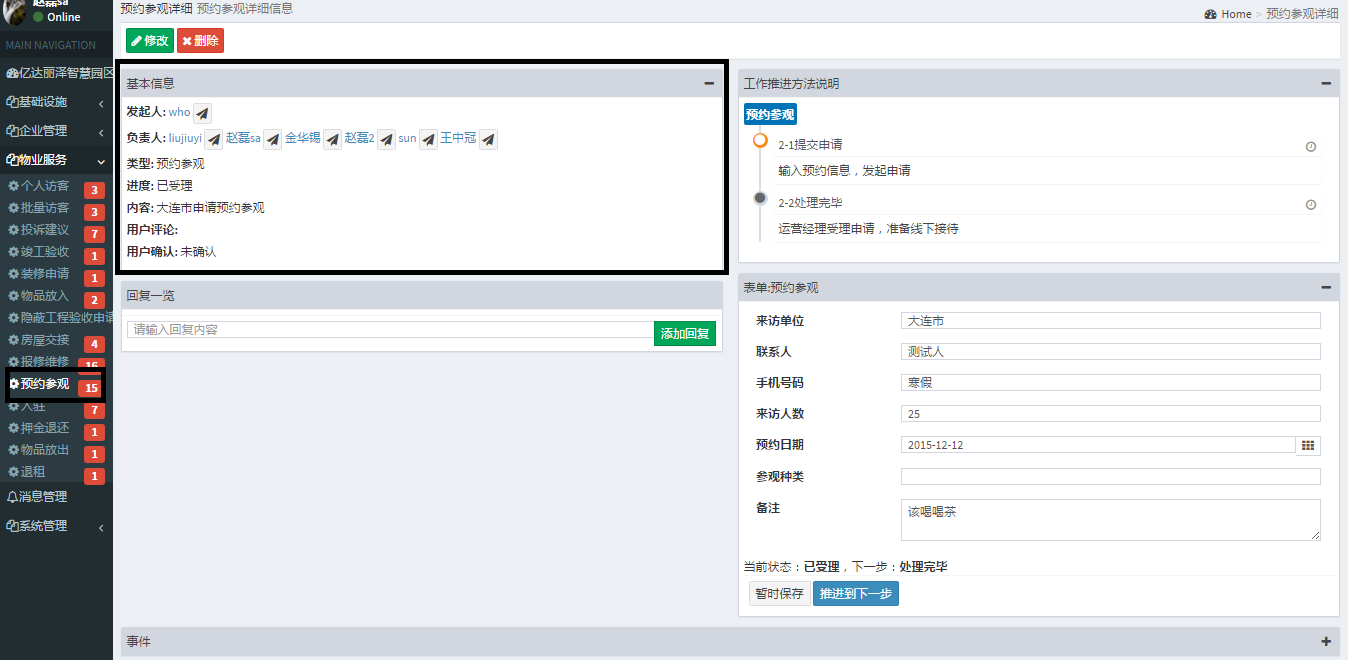 赵磊sa
Online
MAIN NAVIGATION
亿达丽泽智慧园区
基础设施
企业管理
物业服务
个人访客 3
批量访客 3
投诉建议 7
竣工验收 1
装修申请 1
物品放入 2
隐蔽工程验收申请
房屋交接 4
报修维修 16
预约参观 15
入驻 7
押金退还 1
物品放出 1
退租 1
消息管理
系统管理
预约参观详细 预约参观详细信息
Home > 预约参观详细
修改 删除
基本信息
发起人: who
负责人: liujiuyi 赵磊sa 金华锡 赵磊2 sun 王中冠
类型: 预约参观
进度: 已受理
内容: 大连市申请预约参观
用户评论:
用户确认: 未确认
回复一览
请输入回复内容 添加回复
工作推进方法说明
预约参观
2-1提交申请
输入预约信息，发起申请
2-2处理完毕
运营经理受理申请，准备线下接待
表单:预约参观
来访单位 大连市
联系人 测试人
手机号码 寒假
来访人数 25
预约日期 2015-12-12
参观种类
备注 该喝喝茶
当前状态：已受理，下一步：处理完毕
暂时保存 推进到下一步
事件